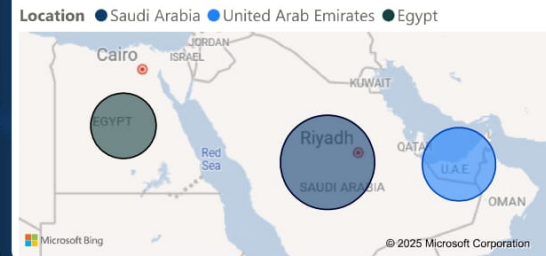 Location Saudi Arabia United Arab Emirates Egypt
Cairo
JORDAN
ISRAEL
KUWAIT
EGYPT
Riyadh
QATAR
Red
Sea
U.A.E.
SAUDI ARABIA
OMAN
Microsoft Bing
© 2025 Microsoft Corporation